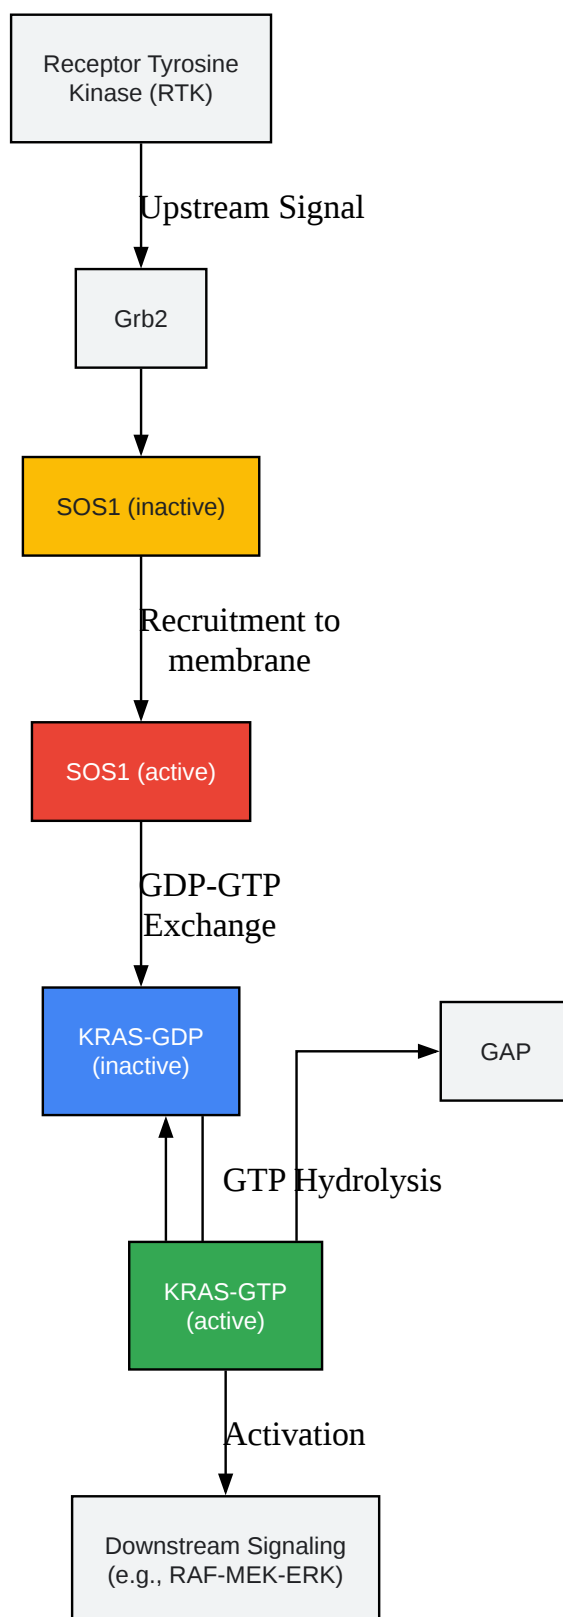 Receptor Tyrosine
Kinase (RTK)
Upstream Signal
Grb2
SOS1 (inactive)
Recruitment to
membrane
SOS1 (active)
GDP-GTP
Exchange
KRAS-GDP
(inactive)
GAP
GTP Hydrolysis
KRAS-GTP
(active)
Activation
Downstream Signaling
(e.g., RAF-MEK-ERK)